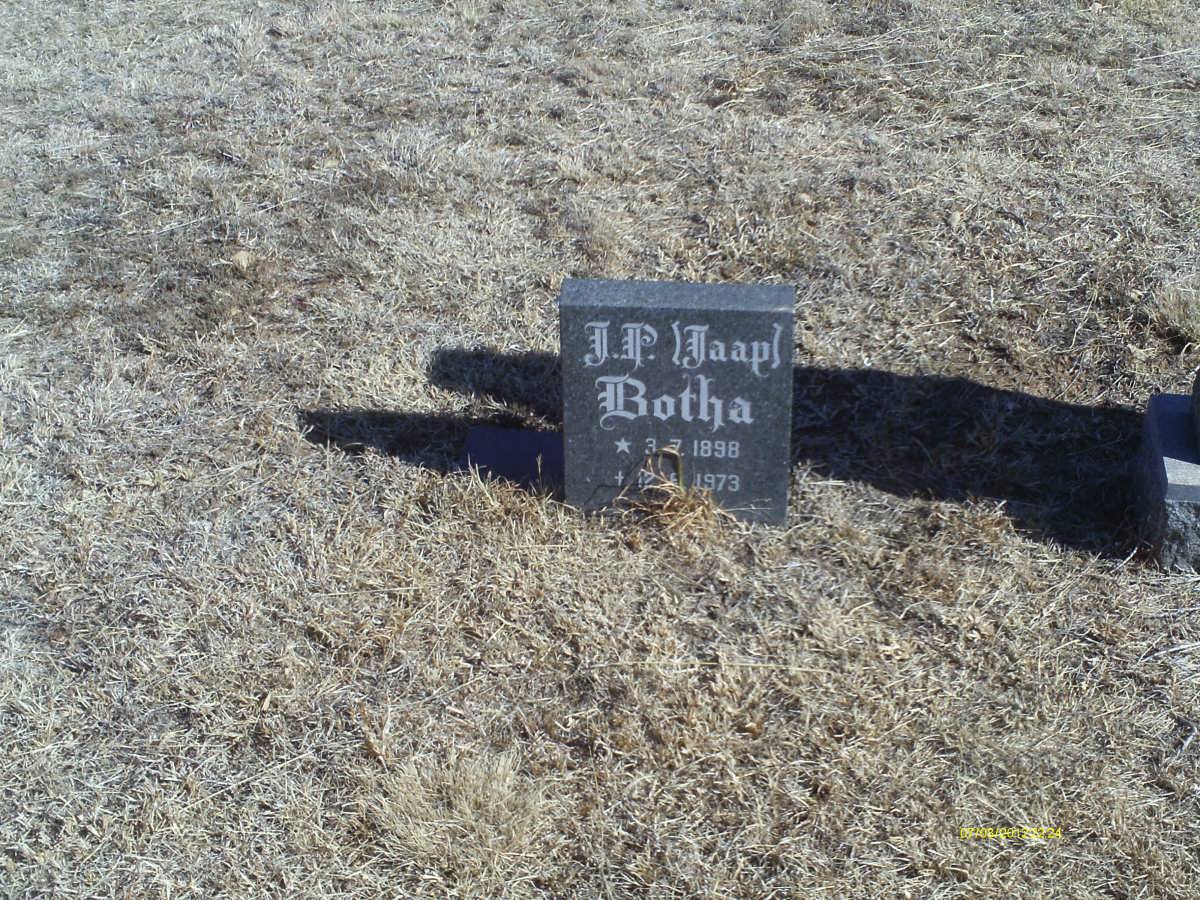 J.P. (Jaap)
Botha
★ 3 7 1898
1973